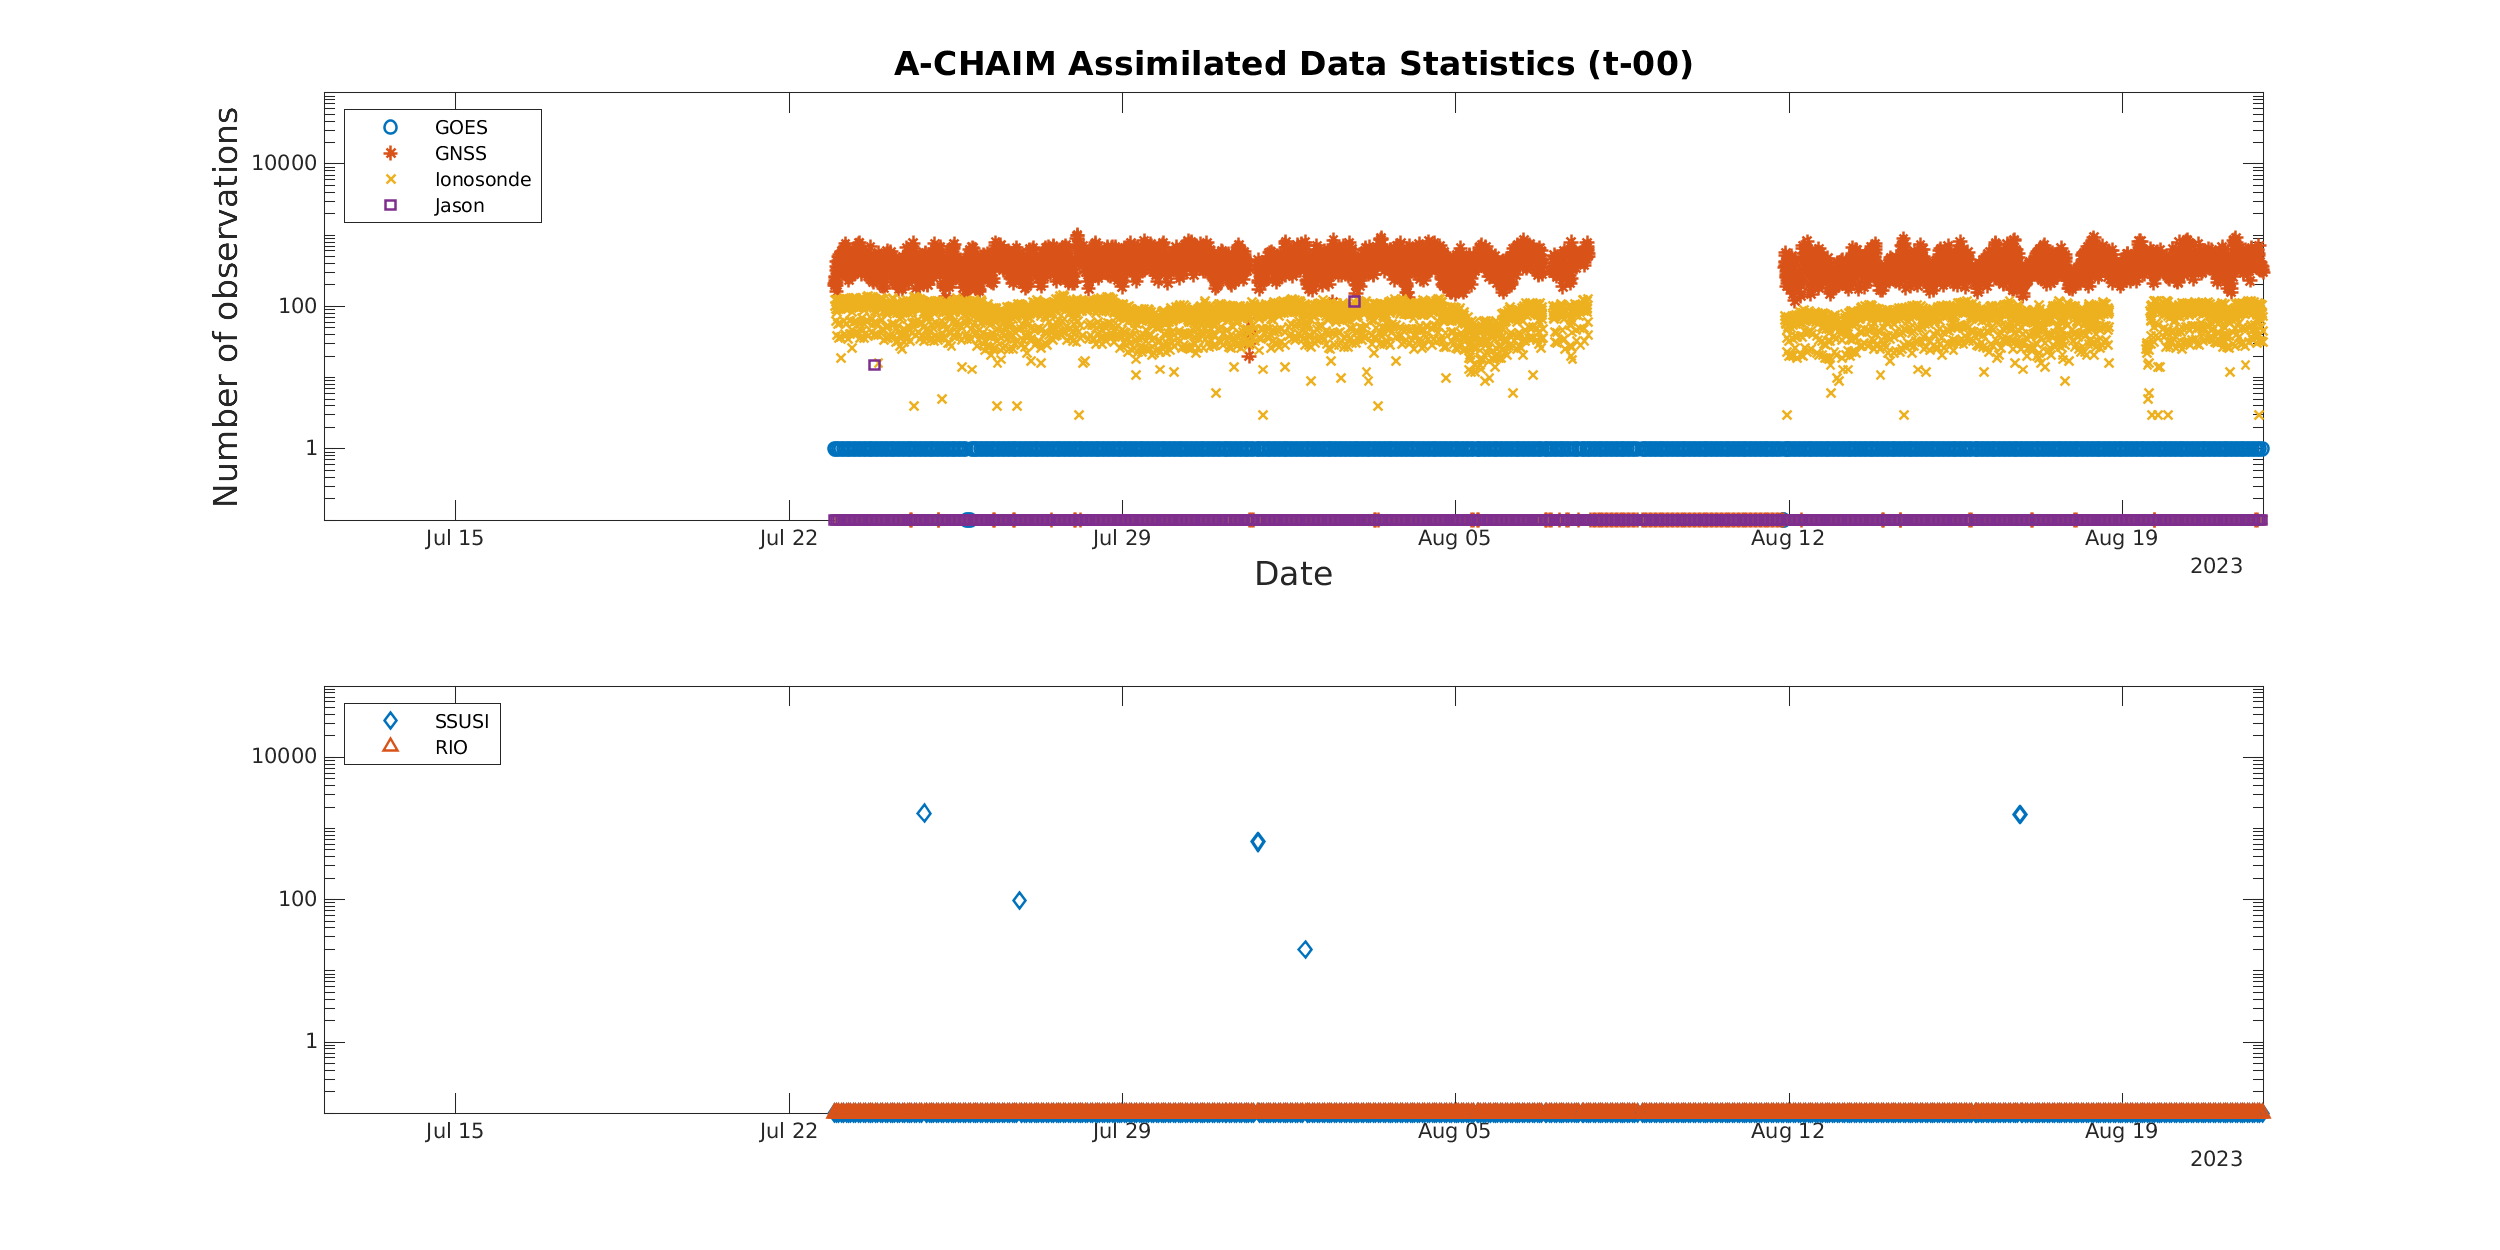 A-CHAIM Assimilated Data Statistics (t-00)
Number of observations
GOES
GNSS
Ionosonde
Jason
10000
100
1
Jul 15
Jul 22
Jul 29
Aug 05
Aug 12
Aug 19
2023
Date
SSUSI
RIO
10000
100
1
Jul 15
Jul 22
Jul 29
Aug 05
Aug 12
Aug 19
2023